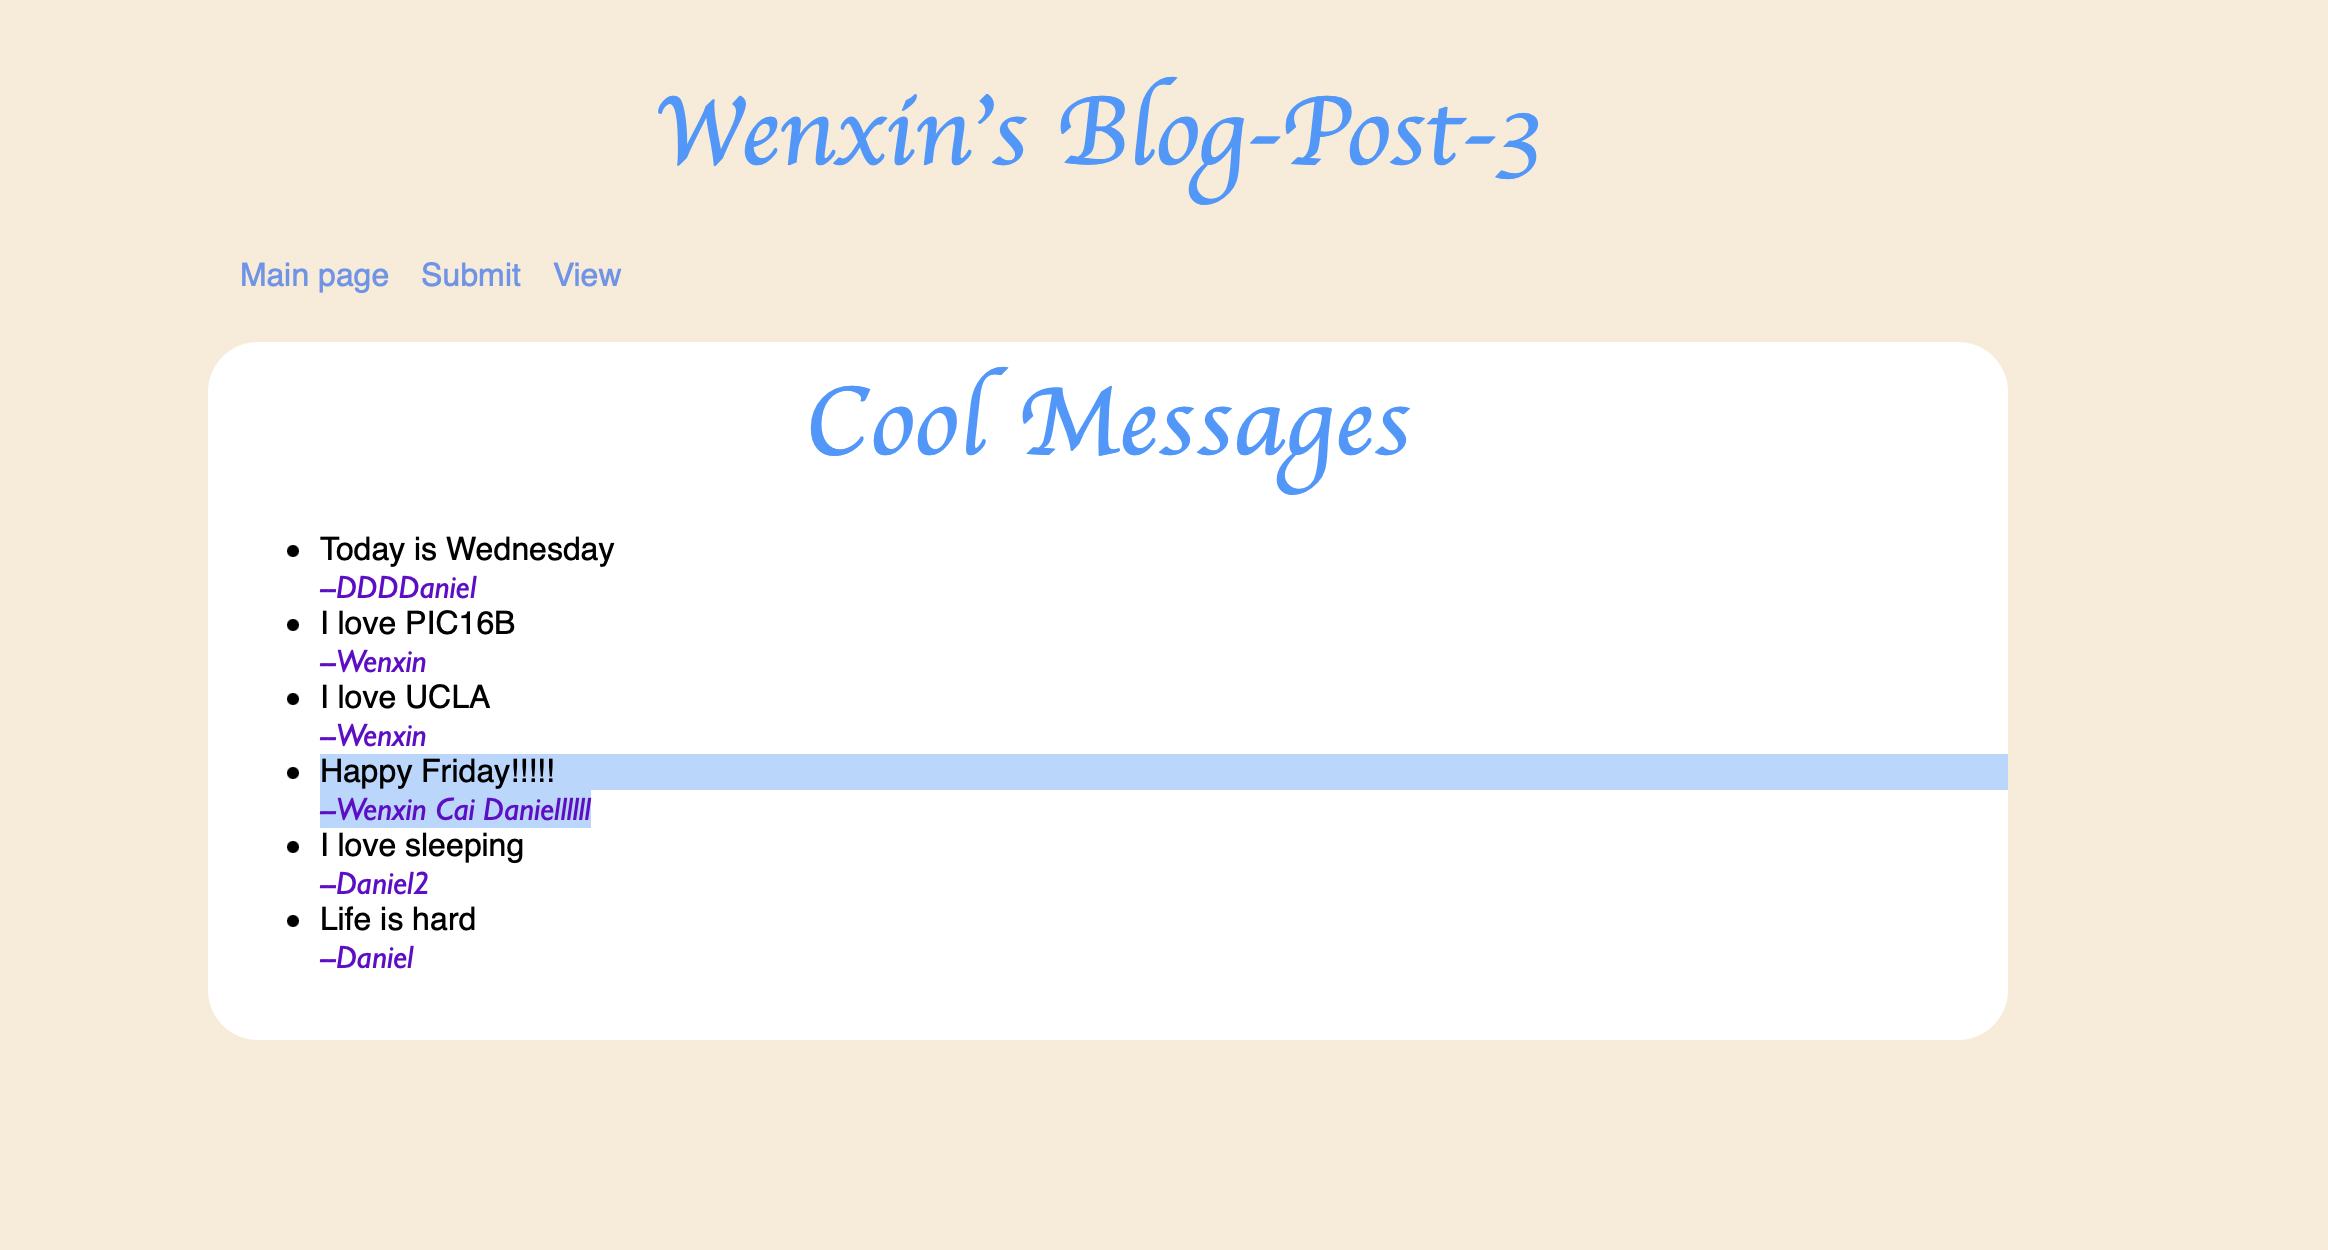 Wenxin's Blog-Post-3
Main page Submit View
Cool Messages
Today is Wednesday
—DDDDaniel
I love PIC16B
—Wenxin
I love UCLA
—Wenxin
Happy Friday!!!!!
—Wenxin Cai Daniellllll
I love sleeping
—Daniel2
Life is hard
—Daniel